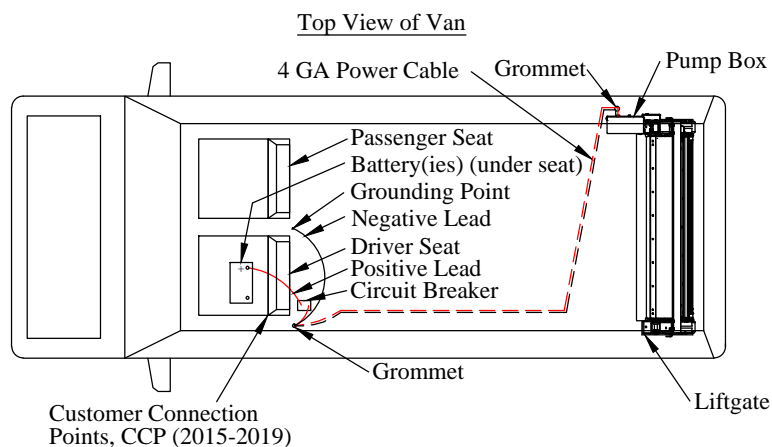 Top View of Van
4 GA Power Cable
Grommet
Pump Box
Passenger Seat
Battery(ies) (under seat)
Grounding Point
Negative Lead
Driver Seat
Positive Lead
Circuit Breaker
Grommet
Liftgate
Customer Connection
Points, CCP (2015-2019)